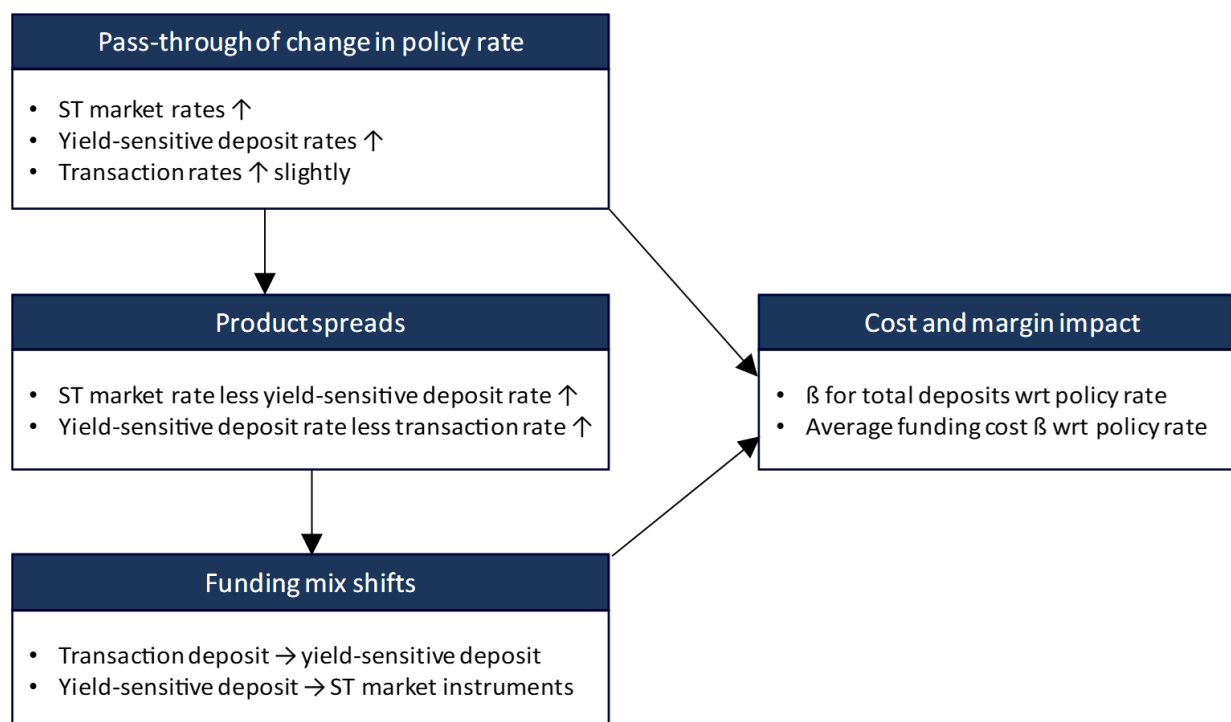 Pass-through of change in policy rate
• ST market rates ↑
• Yield-sensitive deposit rates ↑
• Transaction rates ↑ slightly
Product spreads
• ST market rate less yield-sensitive deposit rate ↑
• Yield-sensitive deposit rate less transaction rate ↑
Cost and margin impact
• ß for total deposits wrt policy rate
• Average funding cost ß wrt policy rate
Funding mix shifts
• Transaction deposit → yield-sensitive deposit
• Yield-sensitive deposit → ST market instruments